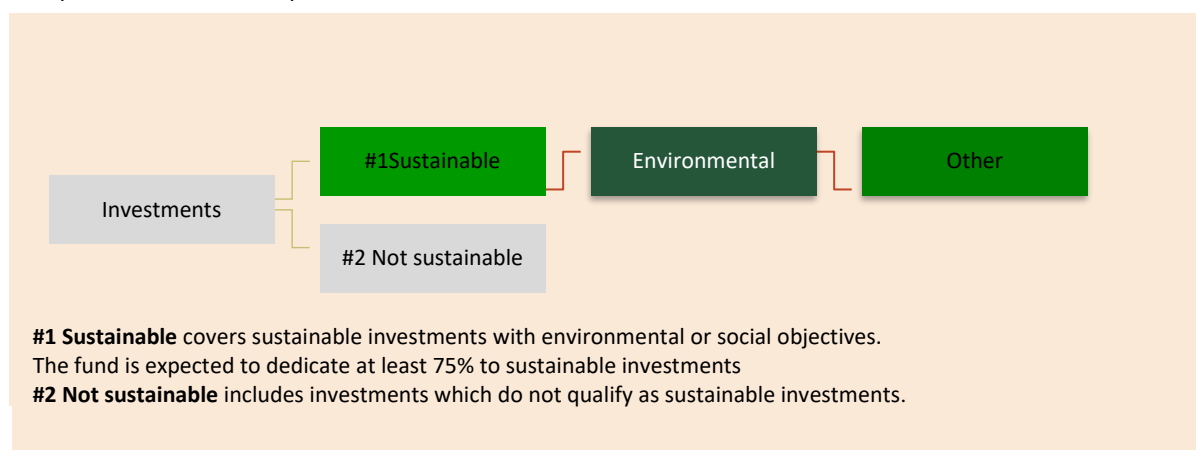 #1Sustainable
Environmental
Other
Investments
#2 Not sustainable
#1 Sustainable covers sustainable investments with environmental or social objectives.
The fund is expected to dedicate at least 75% to sustainable investments
#2 Not sustainable includes investments which do not qualify as sustainable investments.